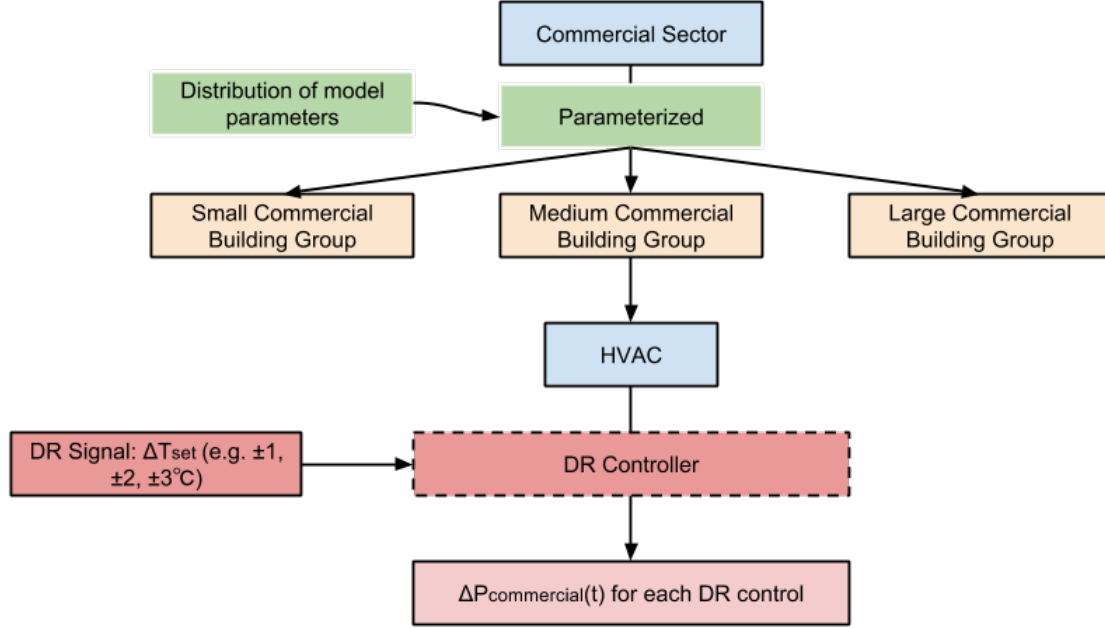 Commercial Sector
Distribution of model
parameters
Parameterized
Small Commercial
Building Group
Medium Commercial
Building Group
Large Commercial
Building Group
HVAC
DR Signal: ΔTset (e.g. ±1,
±2, ±3℃)
DR Controller
ΔPcommercial(t) for each DR control